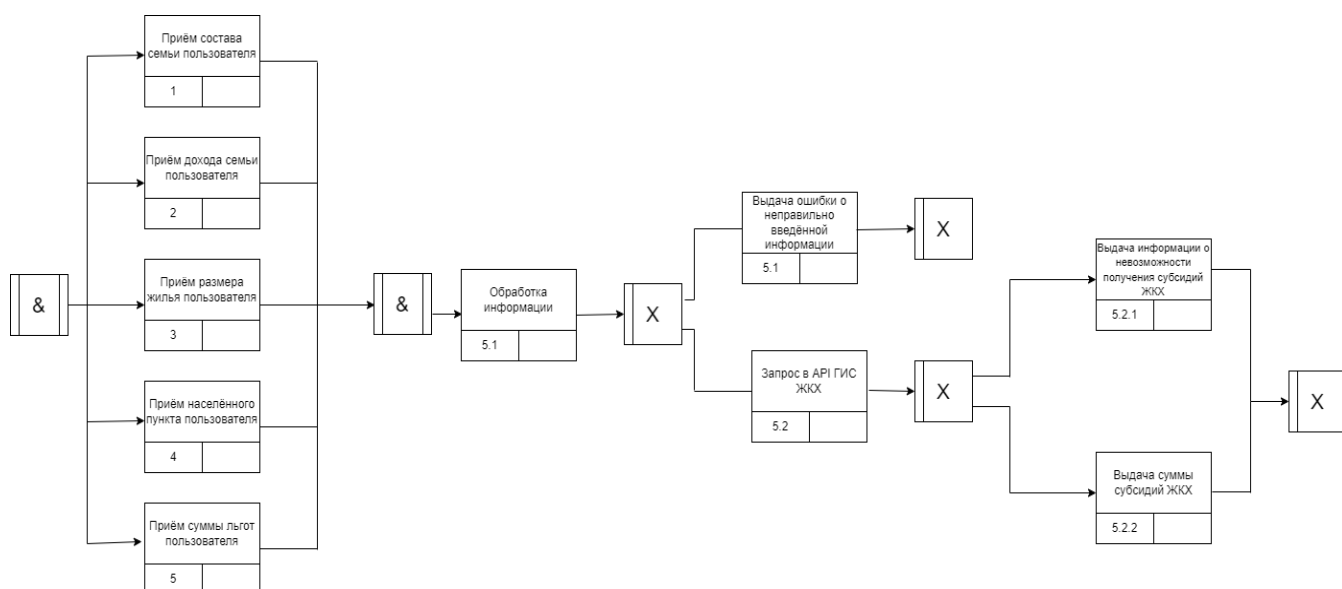 Приём состава
семьи пользователя
1
Приём дохода семьи
пользователя
2
Приём размера
жилья пользователя
3
Приём населённого
пункта пользователя
4
Приём суммы льгот
пользователя
5
&
&
Обработка
информации
5.1
X
Выдача ошибки о
неправильно
введённой
информации
5.1
X
Запрос в API ГИС
ЖКХ
5.2
X
Выдача информации о
невозможности
получения субсидий
ЖКХ
5.2.1
Выдача суммы
субсидий ЖКХ
5.2.2
X